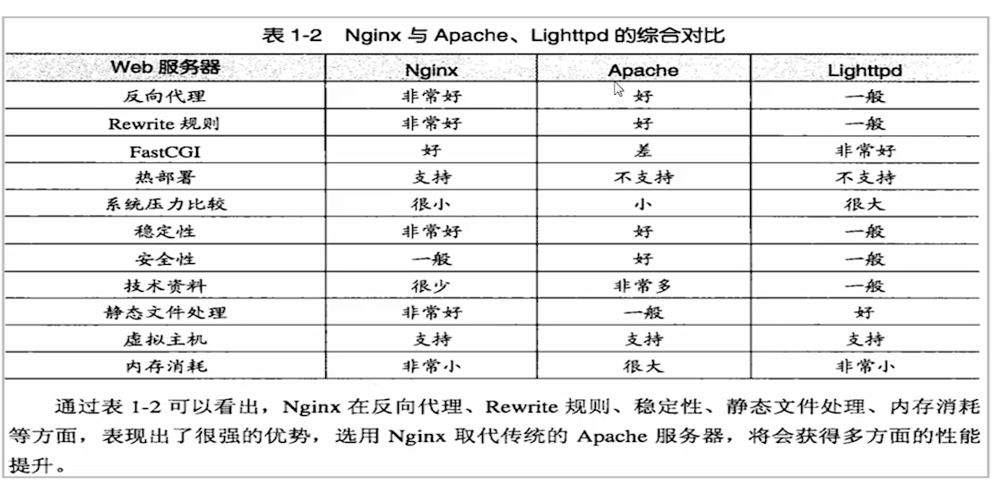 表 1-2 Nginx 与 Apache、Lighttpd 的综合对比
Web 服务器 Nginx Apache Lighttpd
反向代理 非常好 好 一般
Rewrite 规则 非常好 好 一般
FastCGI 好 差 非常好
热部署 支持 不支持 不支持
系统压力比较 很小 小 很大
稳定性 非常好 好 一般
安全性 一般 好 一般
技术资料 很少 非常多 一般
静态文件处理 非常好 一般 好
虚拟主机 支持 支持 支持
内存消耗 非常小 很大 非常小
通过表 1-2 可以看出，Nginx 在反向代理、Rewrite 规则、稳定性、静态文件处理、内存消耗
等方面，表现出了很强的优势，选用 Nginx 取代传统的 Apache 服务器，将会获得多方面的性能
提升。